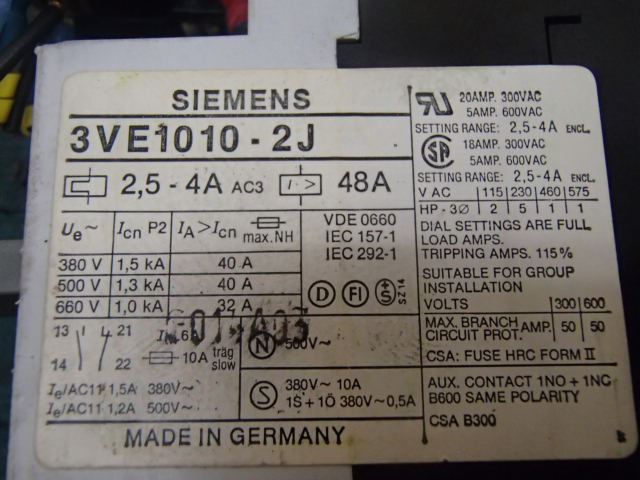 SIEMENS
3VE1010-2J
2,5-4A AC3 I> 48A
Ue~ Icn P2 IA>Icn max.NH
380 V 1,5 kA 40 A
500 V 1,3 kA 40 A
660 V 1,0 kA 32 A
VDE 0660
IEC 157-1
IEC 292-1
D FI S SZ14
13 21
14 22
10A träg slow
N 500V~
Ie/AC11 1,5A 380V~
Ie/AC11 1,2A 500V~
S 380V~ 10A
1S+1Ö 380V~0,5A
MADE IN GERMANY
20AMP. 300VAC
5AMP. 600VAC
SETTING RANGE: 2,5-4A ENCL.
18AMP. 300VAC
5AMP. 600VAC
SETTING RANGE: 2,5-4A ENCL.
V AC 115 230 460 575
HP-3Ø 2 5 1 1
DIAL SETTINGS ARE FULL
LOAD AMPS.
TRIPPING AMPS. 115%
SUITABLE FOR GROUP
INSTALLATION
VOLTS 300 600
MAX. BRANCH
CIRCUIT PROT. AMP. 50 50
CSA: FUSE HRC FORM II
AUX. CONTACT 1NO+1NC
B600 SAME POLARITY
CSA B300